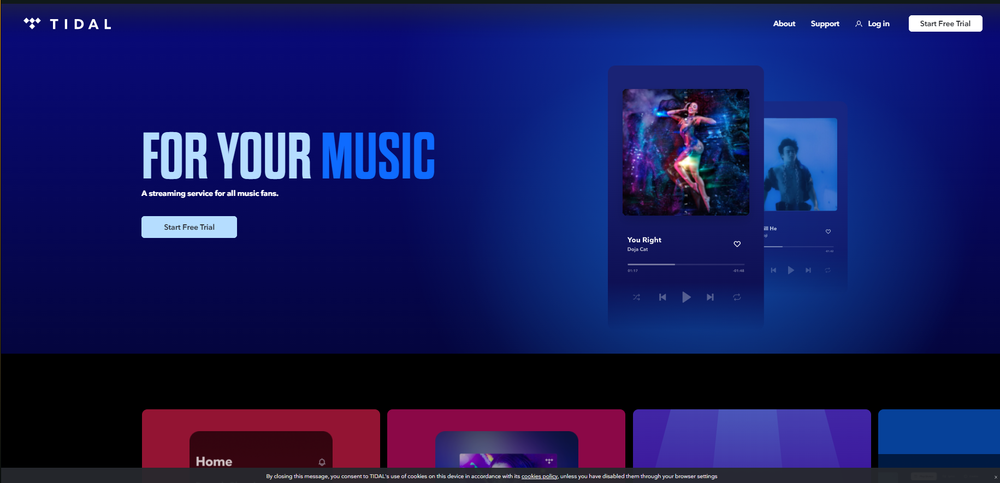 TIDAL
About
Support
Log in
Start Free Trial
FOR YOUR MUSIC
A streaming service for all music fans.
Start Free Trial
You Right
Doja Cat
01:17
-01:48
ill He
oji
-01:42
Home
By closing this message, you consent to TIDAL's use of cookies on this device in accordance with its cookies policy, unless you have disabled them through your browser settings
×